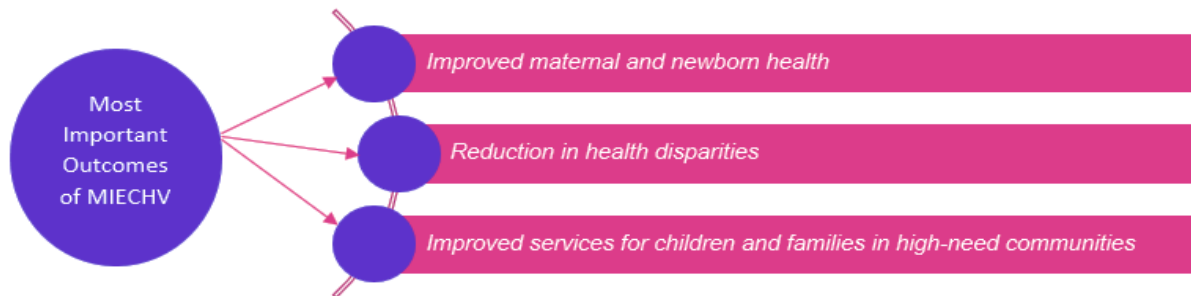 Most
Important
Outcomes
of MIECHV
Improved maternal and newborn health
Reduction in health disparities
Improved services for children and families in high-need communities